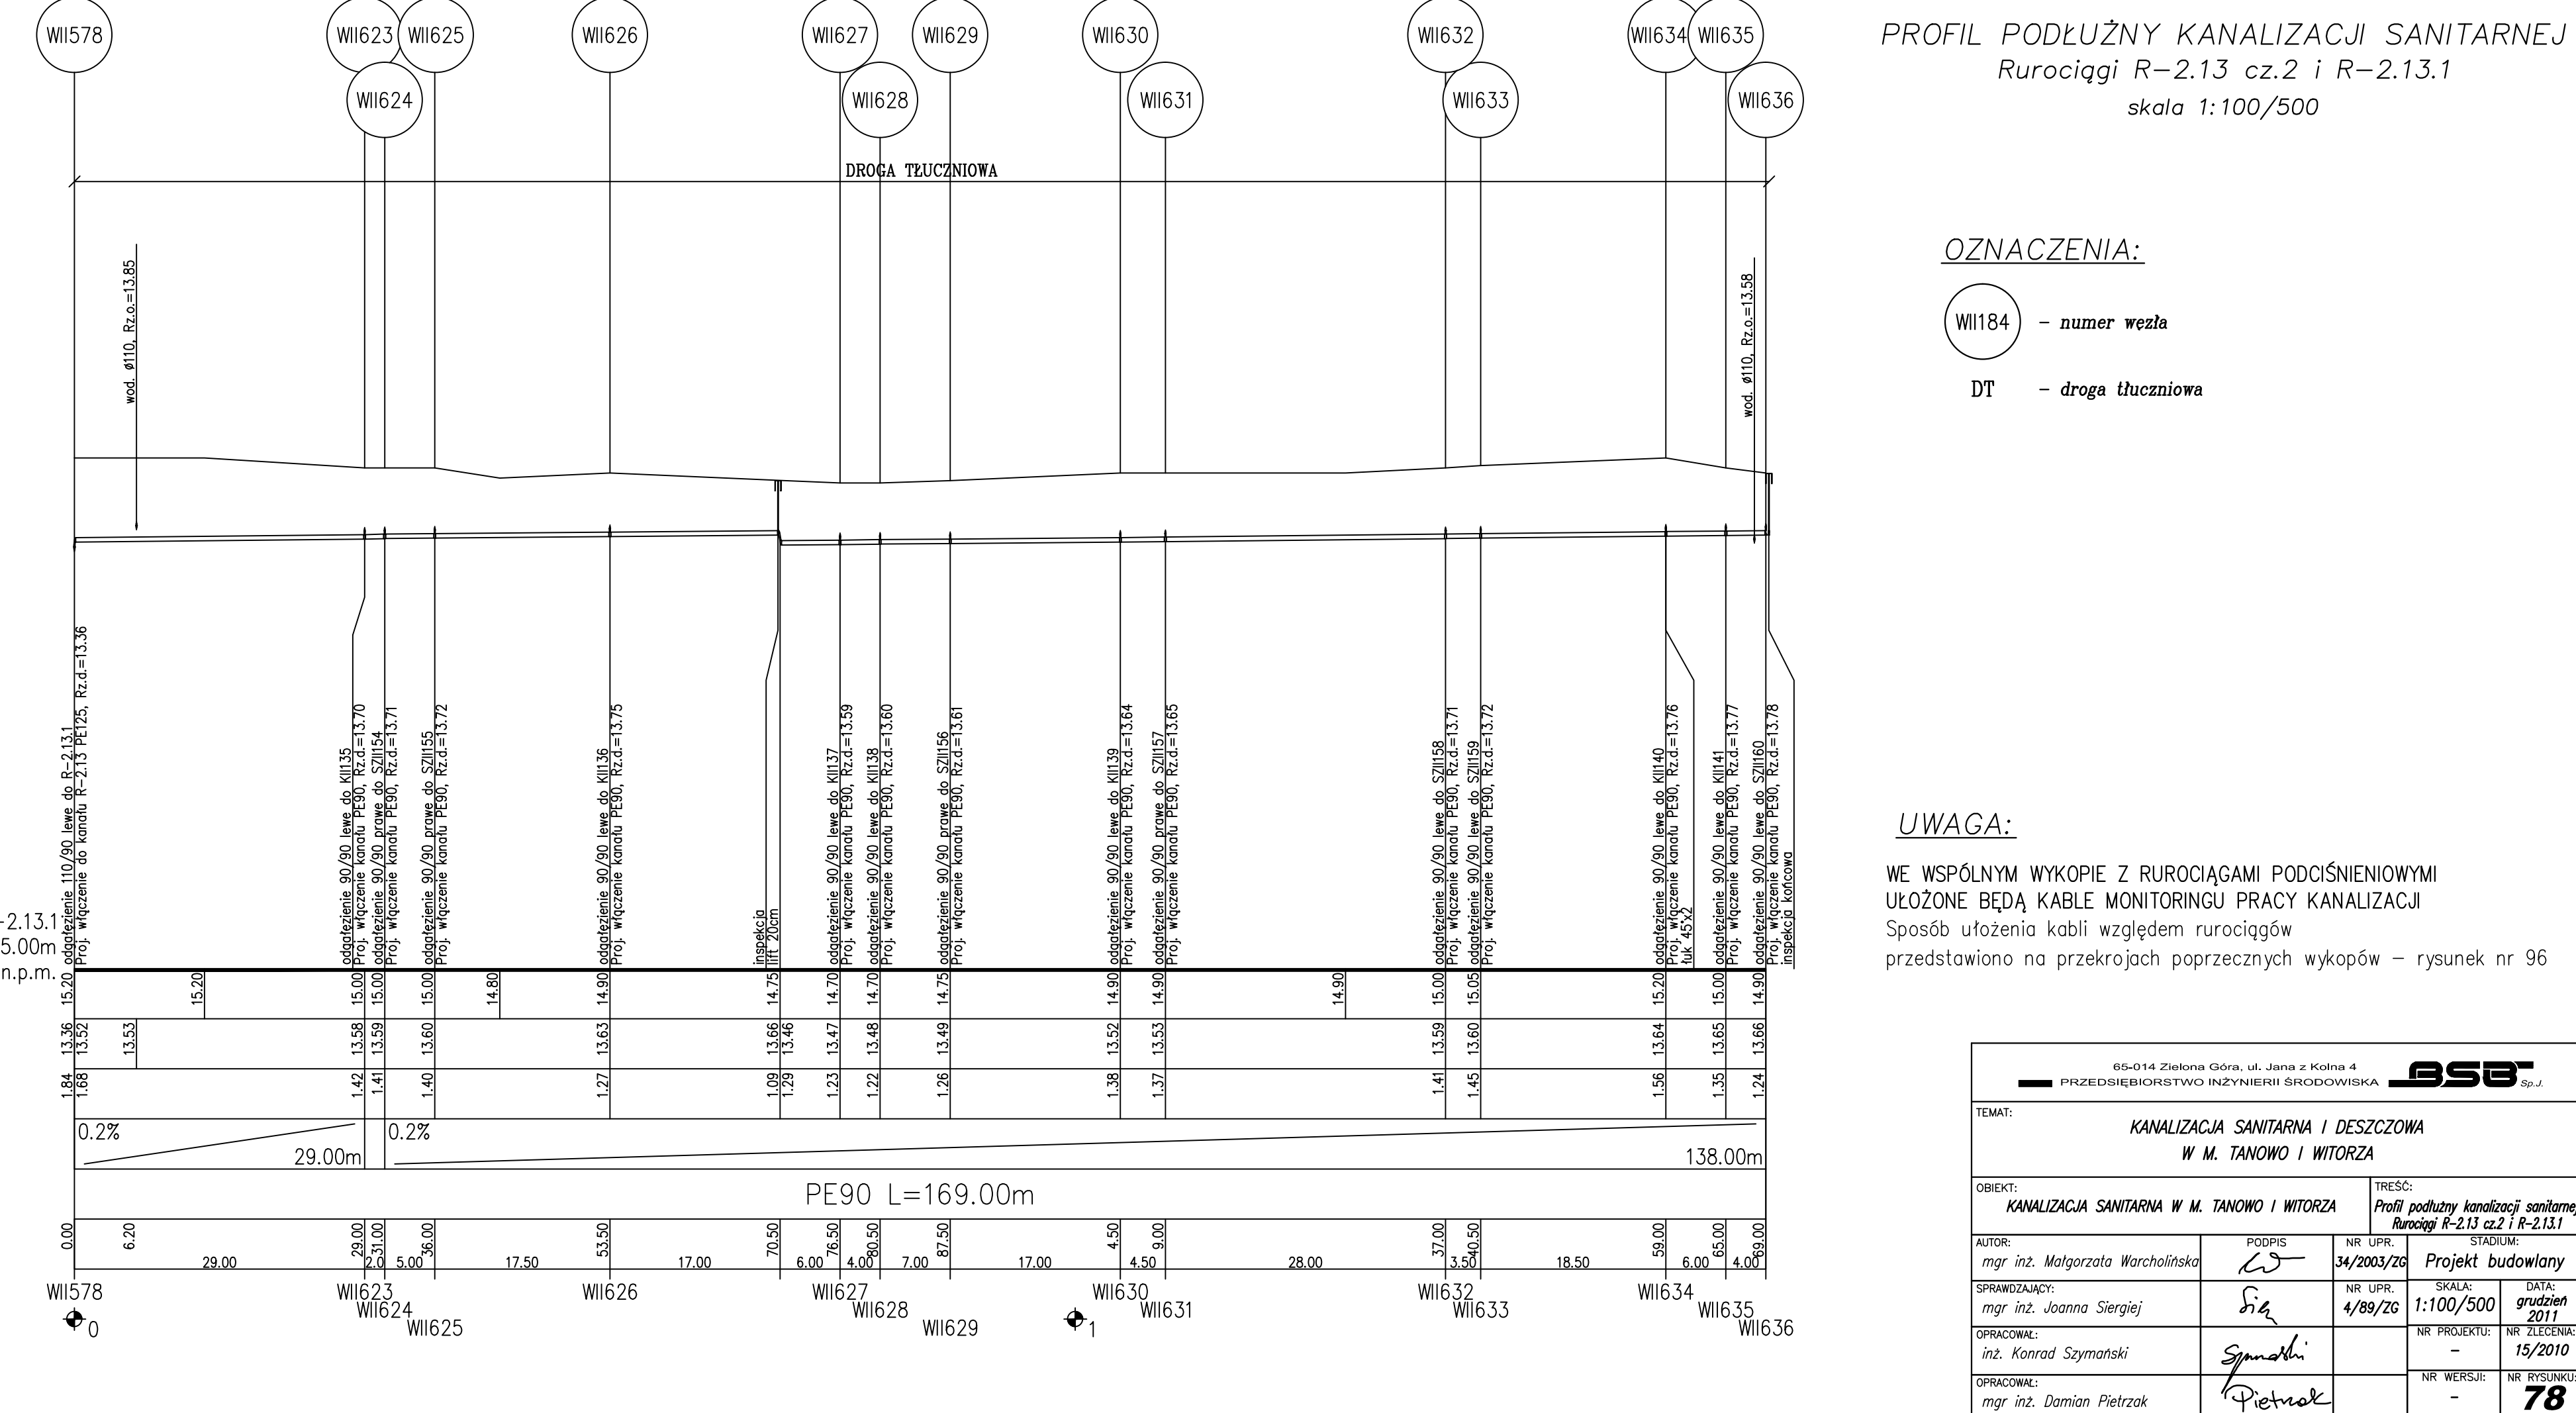 WII578
WII623
WII625
WII626
WII627
WII629
WII630
WII632
WII634
WII635
WII624
WII628
WII631
WII633
WII636
PROFIL PODŁUŻNY KANALIZACJI SANITARNEJ
Rurociągi R-2.13 cz.2 i R-2.13.1
skala 1:100/500
DROGA TŁUCZNIOWA
wod. ø110, Rz.o.=13.85
wod. ø110, Rz.o.=13.58
OZNACZENIA:
WII184 - numer węzła
DT - droga tłuczniowa
odgałęzienie 110/90 lewe do R-2.13.1
Proj. włączenie do kanału R-2.13 PE125, Rz.d.=13.36
odgałęzienie 90/90 lewe do KII135
Proj. włączenie kanału PE90, Rz.d.=13.70
odgałęzienie 90/90 prawe do SZII154
Proj. włączenie kanału PE90, Rz.d.=13.71
odgałęzienie 90/90 prawe do SZII155
Proj. włączenie kanału PE90, Rz.d.=13.72
odgałęzienie 90/90 lewe do KII136
Proj. włączenie kanału PE90, Rz.d.=13.75
inspekcja
lift 20cm
odgałęzienie 90/90 lewe do KII137
Proj. włączenie kanału PE90, Rz.d.=13.59
odgałęzienie 90/90 lewe do KII138
Proj. włączenie kanału PE90, Rz.d.=13.60
odgałęzienie 90/90 prawe do SZII156
Proj. włączenie kanału PE90, Rz.d.=13.61
odgałęzienie 90/90 lewe do KII139
Proj. włączenie kanału PE90, Rz.d.=13.64
odgałęzienie 90/90 prawe do SZII157
Proj. włączenie kanału PE90, Rz.d.=13.65
odgałęzienie 90/90 lewe do SZII158
Proj. włączenie kanału PE90, Rz.d.=13.71
odgałęzienie 90/90 lewe do SZII159
Proj. włączenie kanału PE90, Rz.d.=13.72
odgałęzienie 90/90 lewe do KII140
Proj. włączenie kanału PE90, Rz.d.=13.76
łuk 45°x2
odgałęzienie 90/90 lewe do KII141
Proj. włączenie kanału PE90, Rz.d.=13.77
odgałęzienie 90/90 lewe do SZII160
Proj. włączenie kanału PE90, Rz.d.=13.78
inspekcja końcowa
-2.13.1
5.00m
n.p.m.
15.20 15.20 15.00 15.00 15.00 14.80 14.90 14.75 14.70 14.70 14.75 14.90 14.90 14.90 15.00 15.05 15.20 15.00 14.90
13.36 13.52 13.53 13.58 13.59 13.60 13.63 13.66 13.46 13.47 13.48 13.49 13.52 13.53 13.59 13.60 13.64 13.65 13.66
1.84 1.68 1.42 1.41 1.40 1.27 1.09 1.29 1.23 1.22 1.26 1.38 1.37 1.41 1.45 1.56 1.35 1.24
0.2% 0.2%
29.00m 138.00m
PE90 L=169.00m
0.00 6.20 29.00 31.00 36.00 53.50 70.50 76.50 80.50 87.50 4.50 9.00 37.00 40.50 59.00 65.00 69.00
29.00 2.0 5.00 17.50 17.00 6.00 4.00 7.00 17.00 4.50 28.00 3.50 18.50 6.00 4.00
WII578 WII623 WII626 WII627 WII630 WII632 WII634
WII624 WII628 WII631 WII633 WII635
WII625 WII629 WII636
0
1
UWAGA:
WE WSPÓLNYM WYKOPIE Z RUROCIĄGAMI PODCIŚNIENIOWYMI
UŁOŻONE BĘDĄ KABLE MONITORINGU PRACY KANALIZACJI
Sposób ułożenia kabli względem rurociągów
przedstawiono na przekrojach poprzecznych wykopów – rysunek nr 96
65-014 Zielona Góra, ul. Jana z Kolna 4
PRZEDSIĘBIORSTWO INŻYNIERII ŚRODOWISKA
BSB Sp.J.
TEMAT:
KANALIZACJA SANITARNA I DESZCZOWA
W M. TANOWO I WITORZA
OBIEKT:
KANALIZACJA SANITARNA W M. TANOWO I WITORZA
TREŚĆ:
Profil podłużny kanalizacji sanitarnej
Rurociągi R-2.13 cz.2 i R-2.13.1
AUTOR:
mgr inż. Małgorzata Warcholińska
PODPIS
NR UPR.
34/2003/ZG
STADIUM:
Projekt budowlany
SPRAWDZAJĄCY:
mgr inż. Joanna Siergiej
NR UPR.
4/89/ZG
SKALA:
1:100/500
DATA:
grudzień
2011
OPRACOWAŁ:
inż. Konrad Szymański
NR PROJEKTU:
-
NR ZLECENIA:
15/2010
OPRACOWAŁ:
mgr inż. Damian Pietrzak
Pietrzak
NR WERSJI:
-
NR RYSUNKU:
78